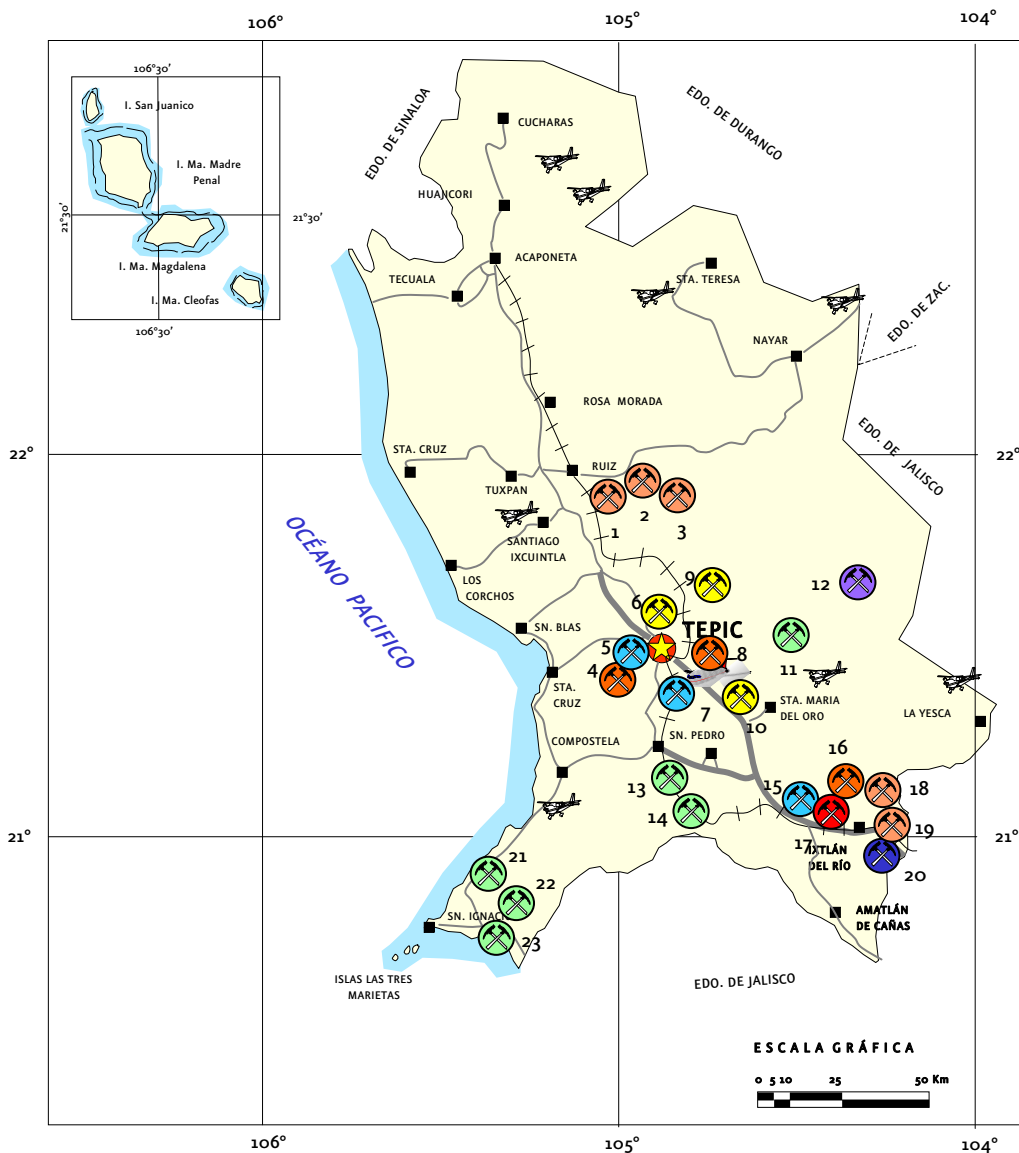 106°
105°
104°
106°30'
I. San Juanico
I. Ma. Madre
Penal
21°30'
21°30'
I. Ma. Magdalena
I. Ma. Cleofas
106°30'
EDO. DE SINALOA
EDO. DE DURANGO
CUCHARAS
HUAJICORI
ACAPONETA
TECUALA
STA. TERESA
EDO. DE ZAC.
NAYAR
ROSA MORADA
EDO. DE JALISCO
22°
22°
STA. CRUZ
RUIZ
TUXPAN
1
2
3
SANTIAGO
IXCUINTLA
OCÉANO PACIFICO
LOS
CORCHOS
9
12
6
SN. BLAS
TEPIC
5
8
11
4
STA.
CRUZ
7
10
STA. MARIA
DEL ORO
LA YESCA
SN. PEDRO
COMPOSTELA
16
13
15
18
14
21°
21°
19
17
IXTLÁN
DEL RÍO
20
21
22
SN. IGNACIO
23
AMATLÁN
DE CAÑAS
ISLAS LAS TRES
MARIETAS
EDO. DE JALISCO
ESCALA GRÁFICA
0 5 10 25 50 Km
106°
105°
104°